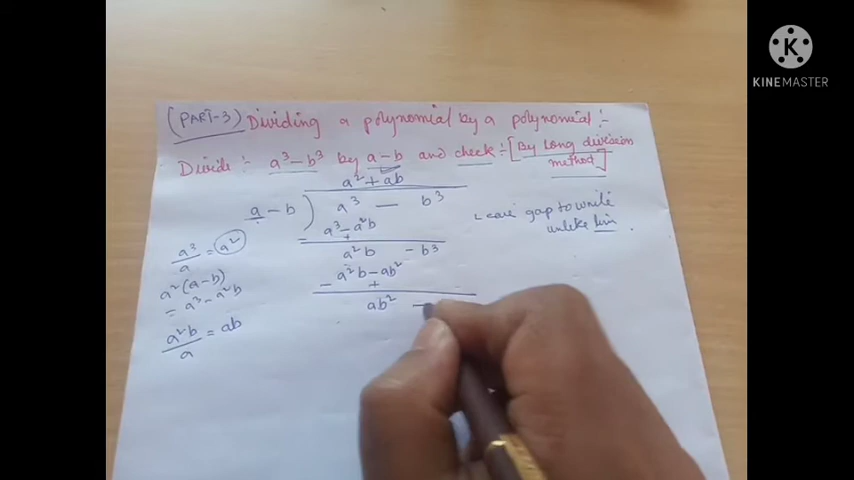 (PART-3) Dividing a polynomial by a polynomial :-
Divide :- a³-b³ by a-b and check :- [By Long division method]
a² + ab
a - b ) a³ — b³
a³ - a²b
- +
a²b - b³
a²b - ab²
- +
ab² -
Leave gap to write
unlike
a³/a = a²
a²(a-b)
= a³ - a²b
a²b/a = ab
K
KINEMASTER